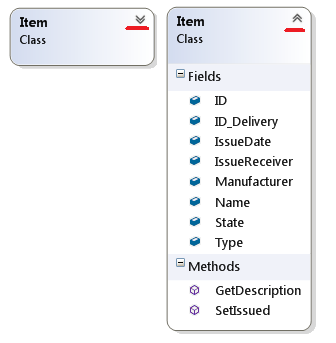 Item
Class
Item
Class
Fields
ID
ID_Delivery
IssueDate
IssueReceiver
Manufacturer
Name
State
Type
Methods
GetDescription
SetIssued